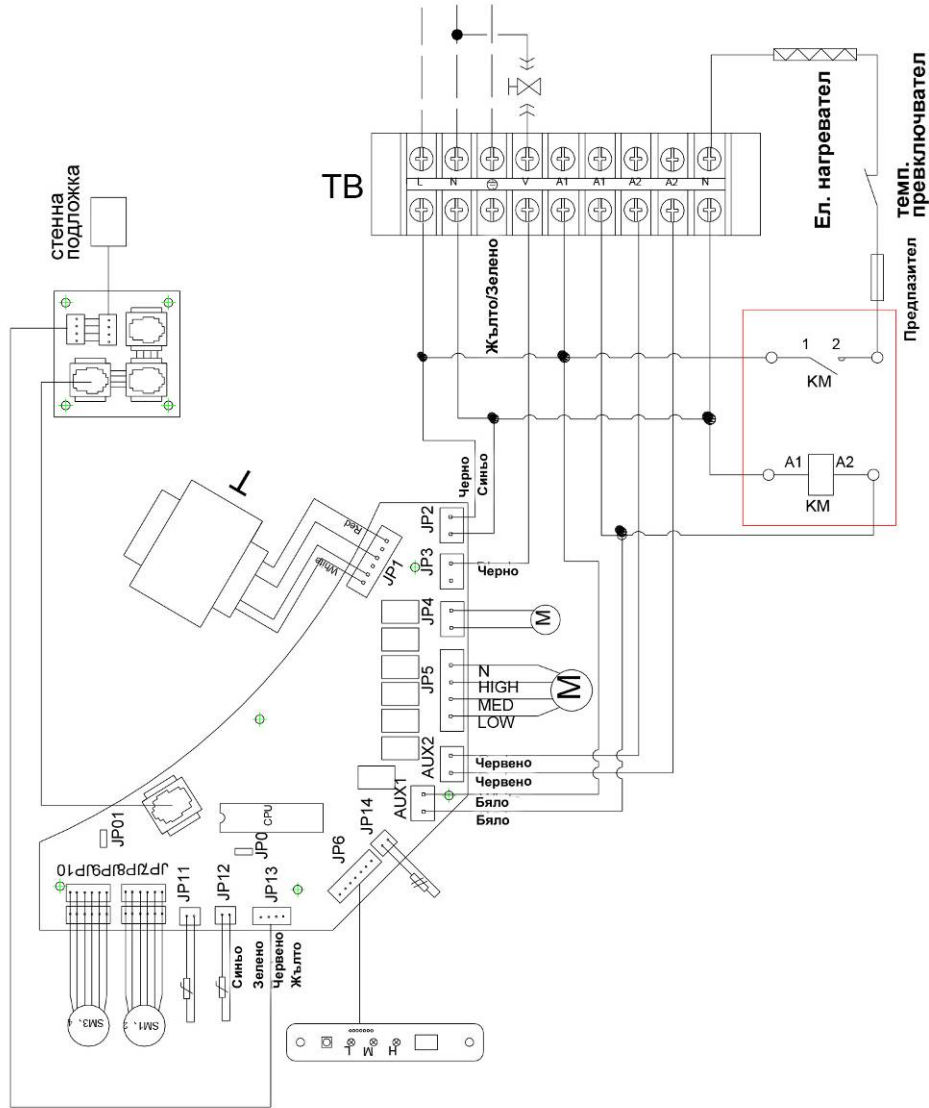 TB
L N V A1 A1 A2 A2 N
Ел. нагревател
темп.
превключвател
Предпазител
стенна
подложка
Жълто/Зелено
1 2
KM
A1 A2
KM
T
Red
White
JP1
Черно
Синьо
JP2
JP3
Черно
JP4
M
JP5
N
HIGH
MED
LOW
M
AUX2
Червено
Червено
AUX1
Бяло
Бяло
JP14
JP6
CPU
JP0
JP01
JP7JP8JP9JP10
JP11
JP12
JP13
Синьо
Зелено
Червено
Жълто
SM3、4
SM1、2
L M H